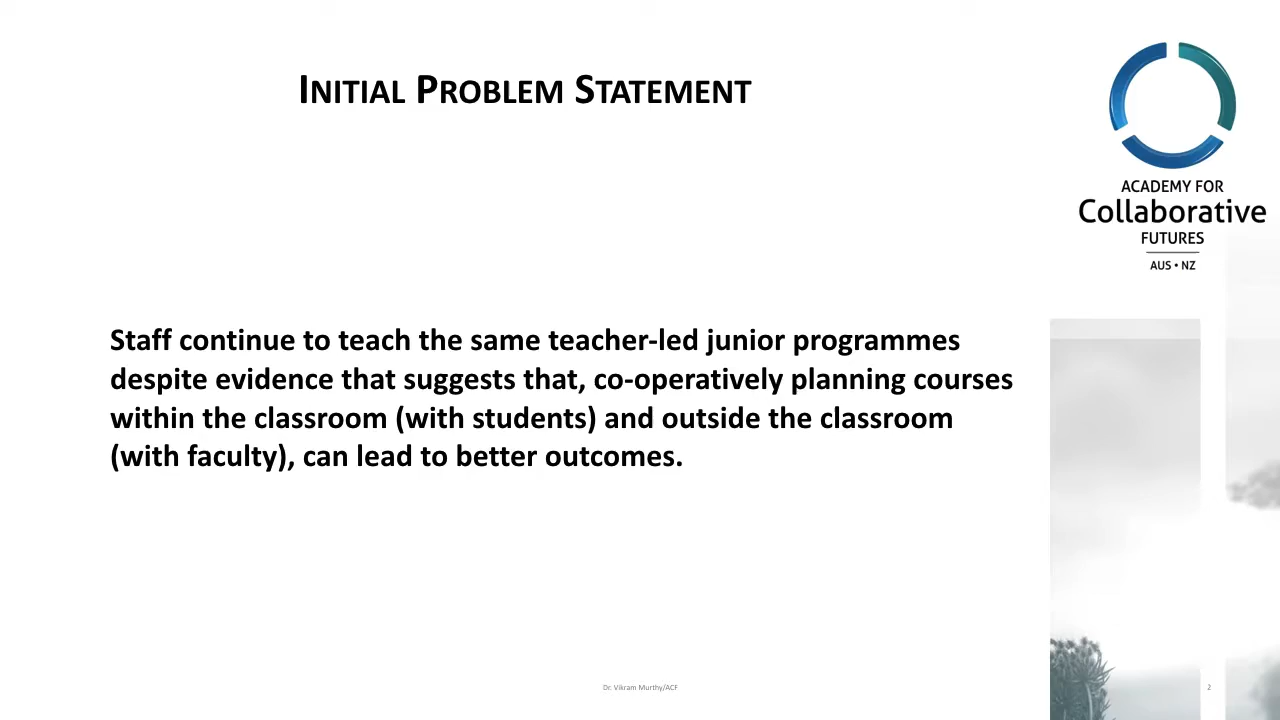 INITIAL PROBLEM STATEMENT
ACADEMY FOR
Collaborative
FUTURES
AUS • NZ
Staff continue to teach the same teacher-led junior programmes
despite evidence that suggests that, co-operatively planning courses
within the classroom (with students) and outside the classroom
(with faculty), can lead to better outcomes.
Dr. Vikram Murthy/ACF
2